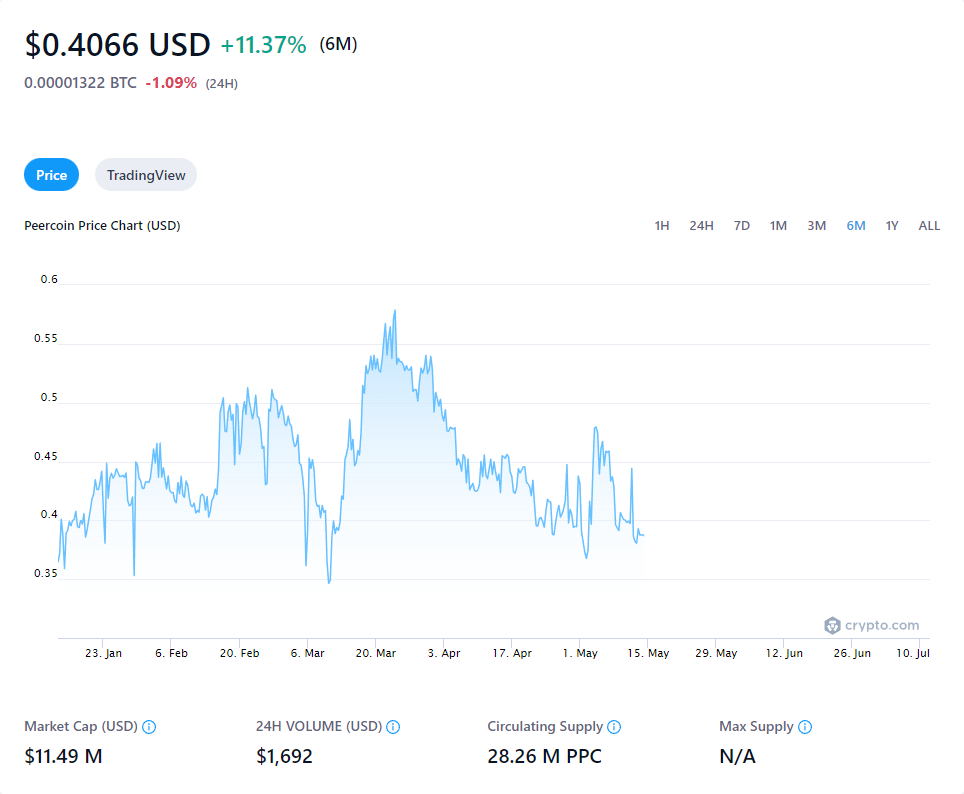 $0.4066 USD +11.37% (6M)
0.00001322 BTC -1.09% (24H)
Price TradingView
Peercoin Price Chart (USD) 1H 24H 7D 1M 3M 6M 1Y ALL
0.6
0.55
0.5
0.45
0.4
0.35
crypto.com
23. Jan 6. Feb 20. Feb 6. Mar 20. Mar 3. Apr 17. Apr 1. May 15. May 29. May 12. Jun 26. Jun 10. Jul
Market Cap (USD) 24H VOLUME (USD) Circulating Supply Max Supply
$11.49 M $1,692 28.26 M PPC N/A